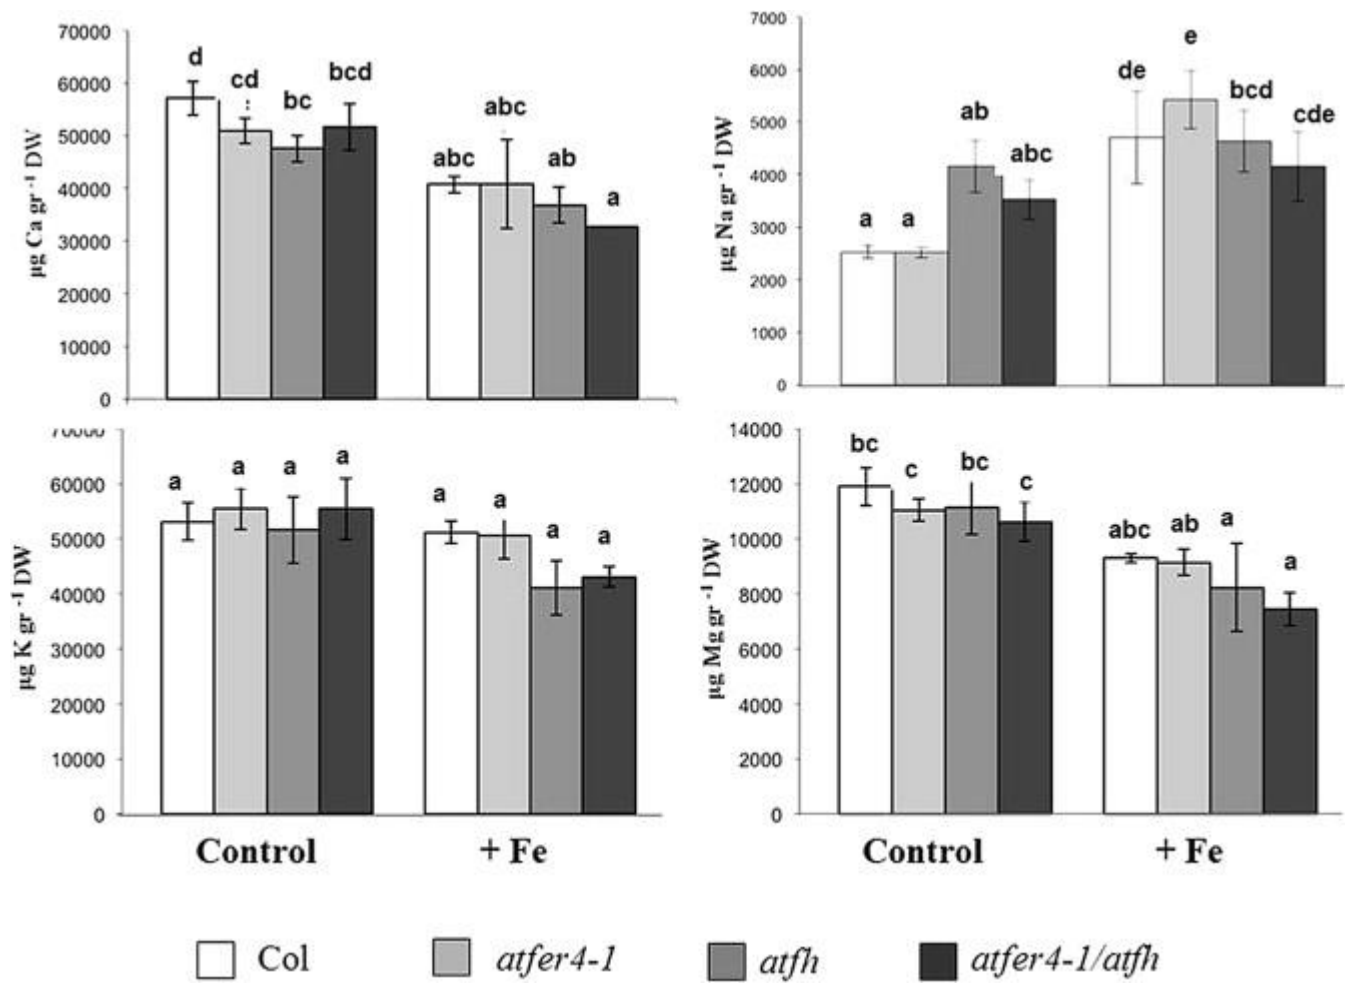 70000
60000
50000
40000
30000
20000
10000
0
µg Ca gr -1 DW
d
cd
bc
bcd
abc
abc
ab
a
7000
6000
5000
4000
3000
2000
1000
0
µg Na gr -1 DW
a
a
ab
abc
de
e
bcd
cde
70000
60000
50000
40000
30000
20000
10000
0
µg K gr -1 DW
a
a
a
a
a
a
a
a
Control
+ Fe
14000
12000
10000
8000
6000
4000
2000
0
µg Mg gr -1 DW
bc
c
bc
c
abc
ab
a
a
Control
+ Fe
Col
atfer4-1
atfh
atfer4-1/atfh